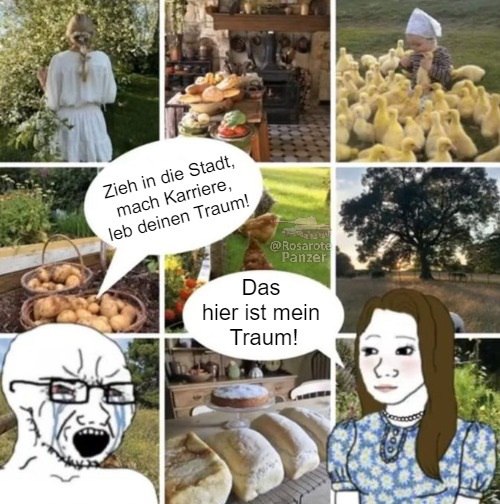 Zieh in die Stadt,
mach Karriere,
leb deinen Traum!
@Rosarote
Panzer
Das
hier ist mein
Traum!